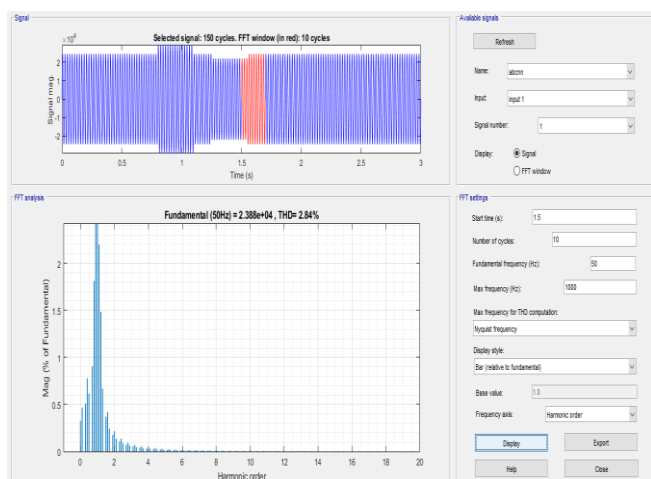 Signal
Selected signal: 150 cycles. FFT window (in red): 10 cycles
×10⁴
Signal mag.
2
1
0
-1
-2
0 0.5 1 1.5 2 2.5 3
Time (s)
FFT analysis
Fundamental (50Hz) = 2.388e+04 , THD= 2.84%
Mag (% of Fundamental)
2
1.5
1
0.5
0
0 2 4 6 8 10 12 14 16 18 20
Harmonic order
Available signals
Refresh
Name: abcnn
Input: input 1
Signal number: 1
Display: Signal
FFT window
FFT settings
Start time (s): 1.5
Number of cycles: 10
Fundamental frequency (Hz): 50
Max frequency (Hz): 1000
Max frequency for THD computation:
Nyquist frequency
Display style:
Bar (relative to fundamental)
Base value: 1.0
Frequency axis: Harmonic order
Display Export
Help Close